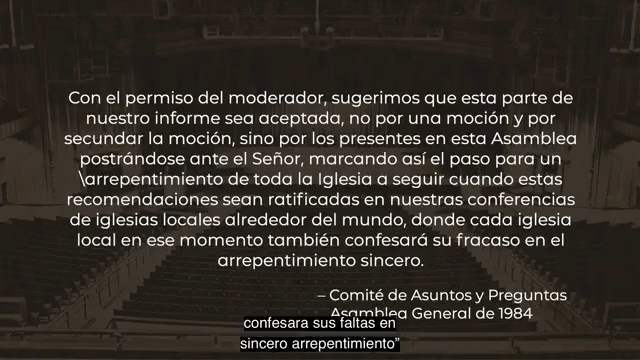 Con el permiso del moderador, sugerimos que esta parte de
nuestro informe sea aceptada, no por una moción y por
secundar la moción, sino por los presentes en esta Asamblea
postrándose ante el Señor, marcando así el paso para un
\arrepentimiento de toda la Iglesia a seguir cuando estas
recomendaciones sean ratificadas en nuestras conferencias
de iglesias locales alrededor del mundo, donde cada iglesia
local en ese momento también confesará su fracaso en el
arrepentimiento sincero.
– Comité de Asuntos y Preguntas
Asamblea General de 1984
confesara sus faltas en
sincero arrepentimiento”